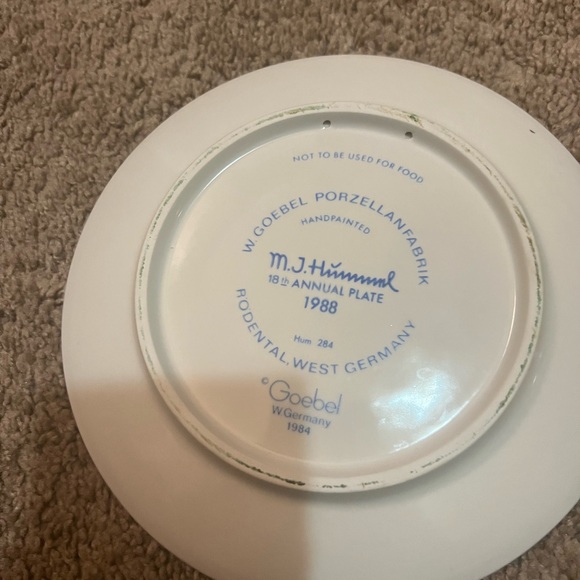 NOT TO BE USED FOR FOOD
W. GOEBEL PORZELLANFABRIK
HANDPAINTED
M.J. Hummel
18th ANNUAL PLATE
1988
Hum 284
RODENTAL, WEST GERMANY
© Goebel
W.Germany
1984